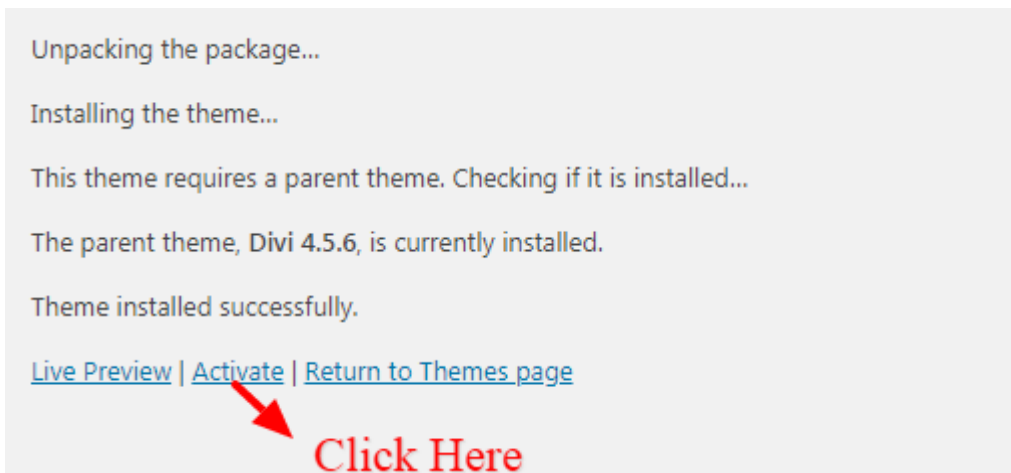 Unpacking the package...
Installing the theme...
This theme requires a parent theme. Checking if it is installed...
The parent theme, Divi 4.5.6, is currently installed.
Theme installed successfully.
Live Preview | Activate | Return to Themes page
Click Here